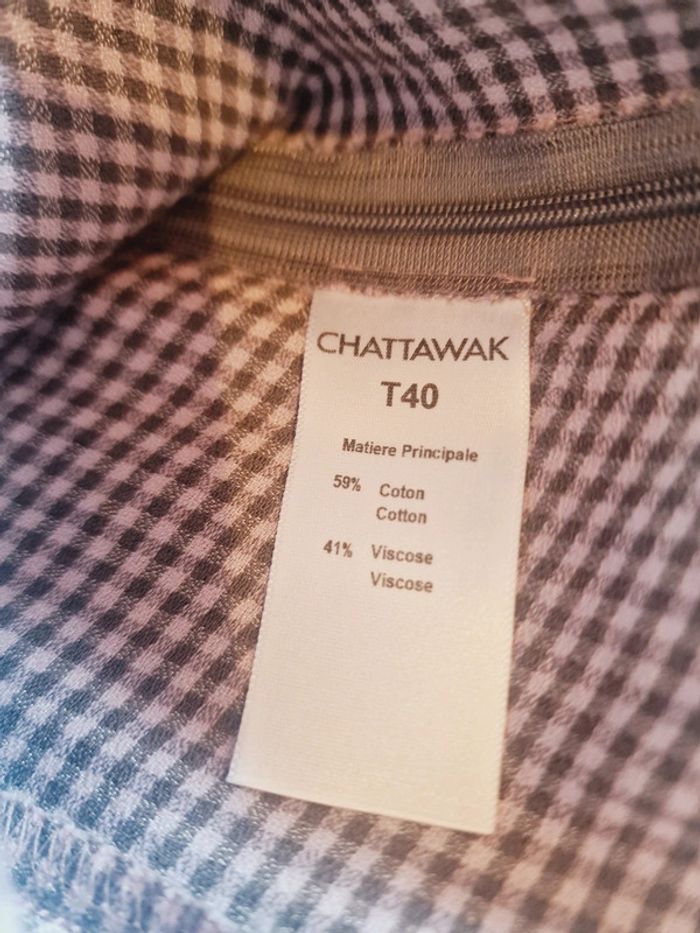 CHATTAWAK
T40
Matiere Principale
59% Coton
Cotton
41% Viscose
Viscose